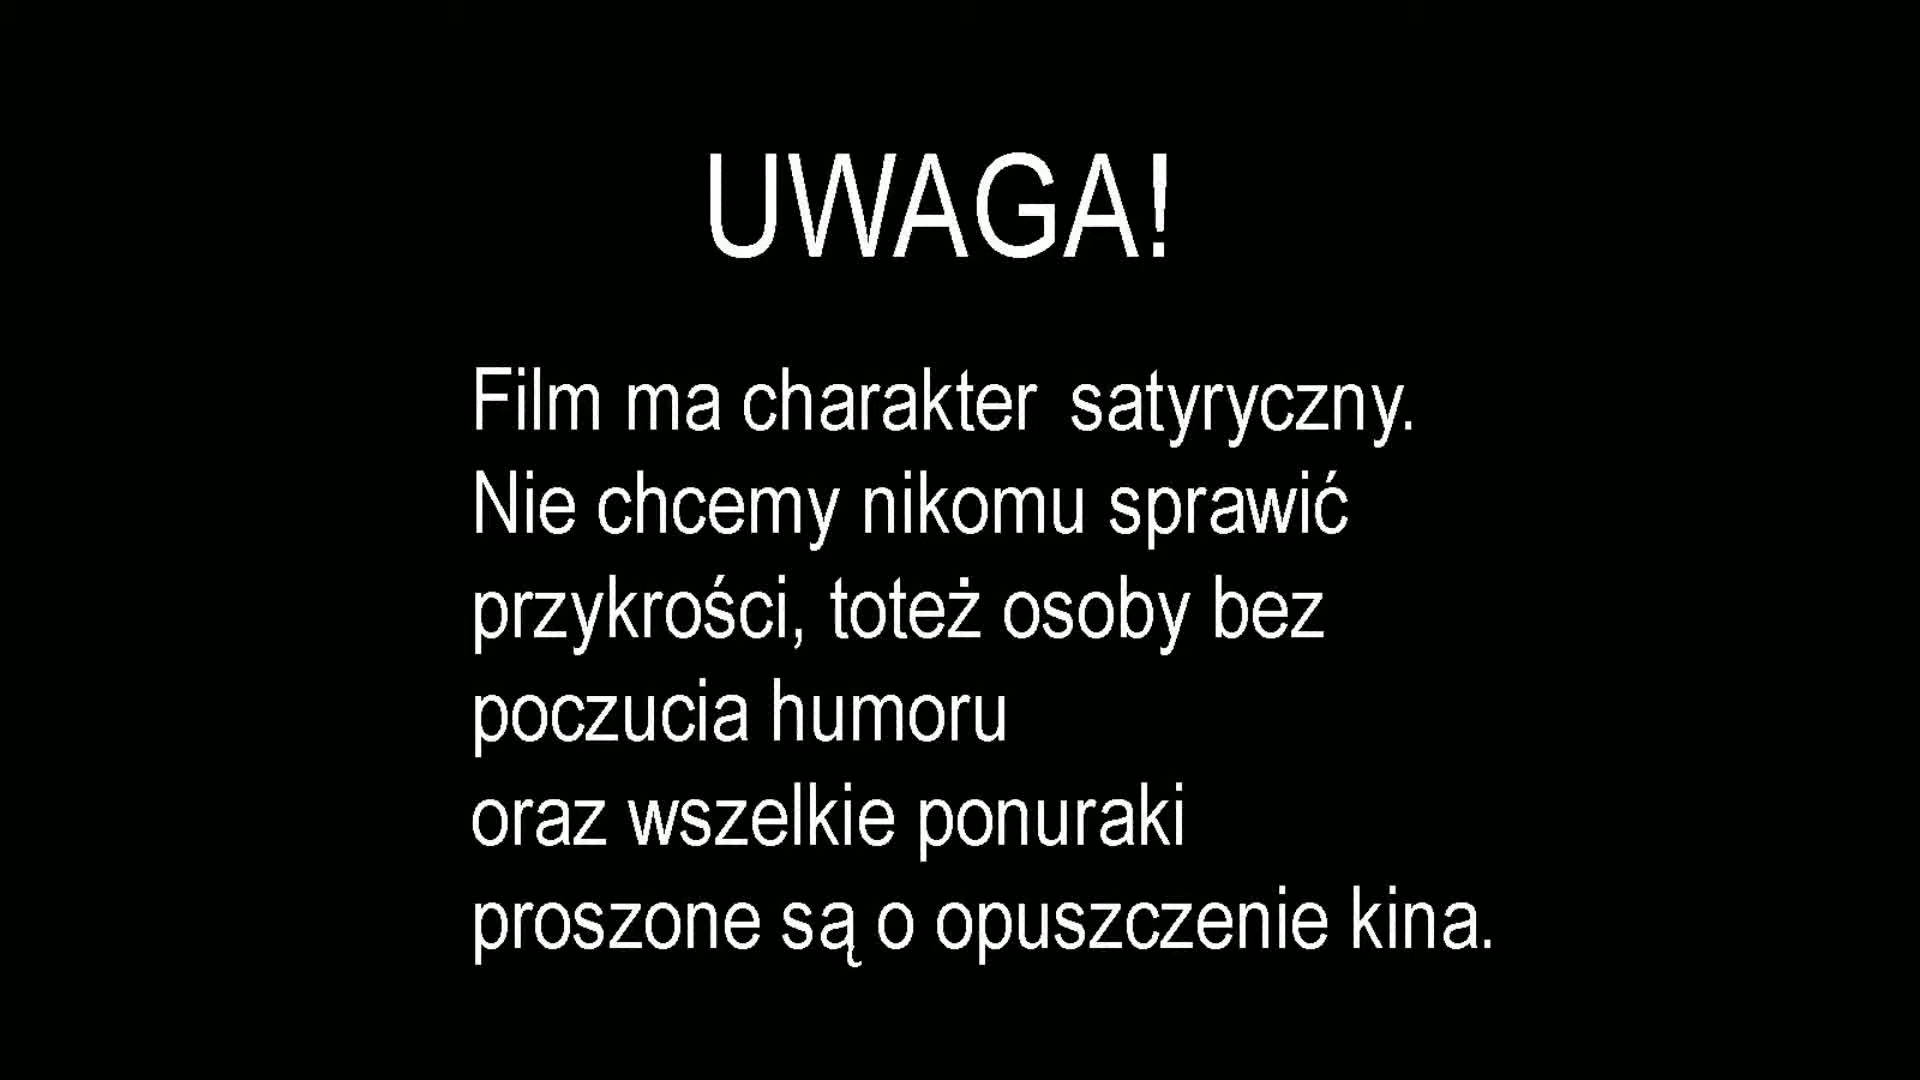 UWAGA!
Film ma charakter satyryczny.
Nie chcemy nikomu sprawić
przykrości, toteż osoby bez
poczucia humoru
oraz wszelkie ponuraki
proszone są o opuszczenie kina.